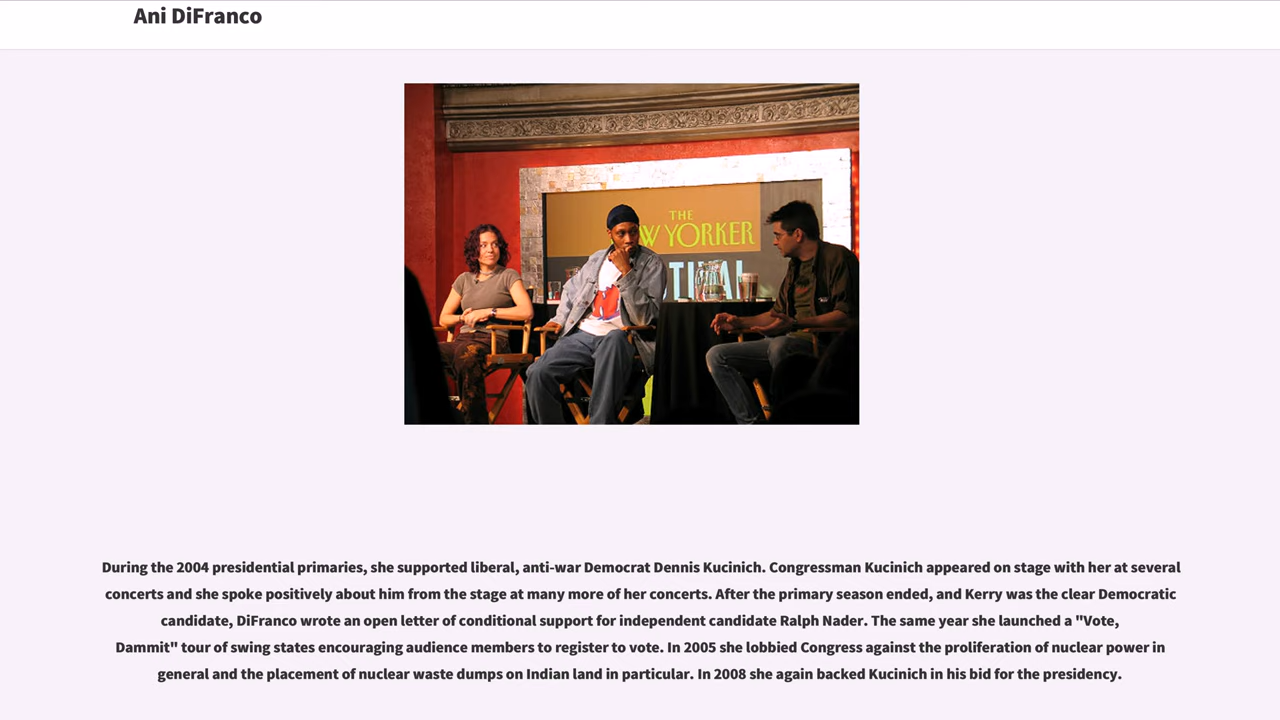 Ani DiFranco
THE
W YORKER
TIVAL
During the 2004 presidential primaries, she supported liberal, anti-war Democrat Dennis Kucinich. Congressman Kucinich appeared on stage with her at several
concerts and she spoke positively about him from the stage at many more of her concerts. After the primary season ended, and Kerry was the clear Democratic
candidate, DiFranco wrote an open letter of conditional support for independent candidate Ralph Nader. The same year she launched a "Vote,
Dammit" tour of swing states encouraging audience members to register to vote. In 2005 she lobbied Congress against the proliferation of nuclear power in
general and the placement of nuclear waste dumps on Indian land in particular. In 2008 she again backed Kucinich in his bid for the presidency.